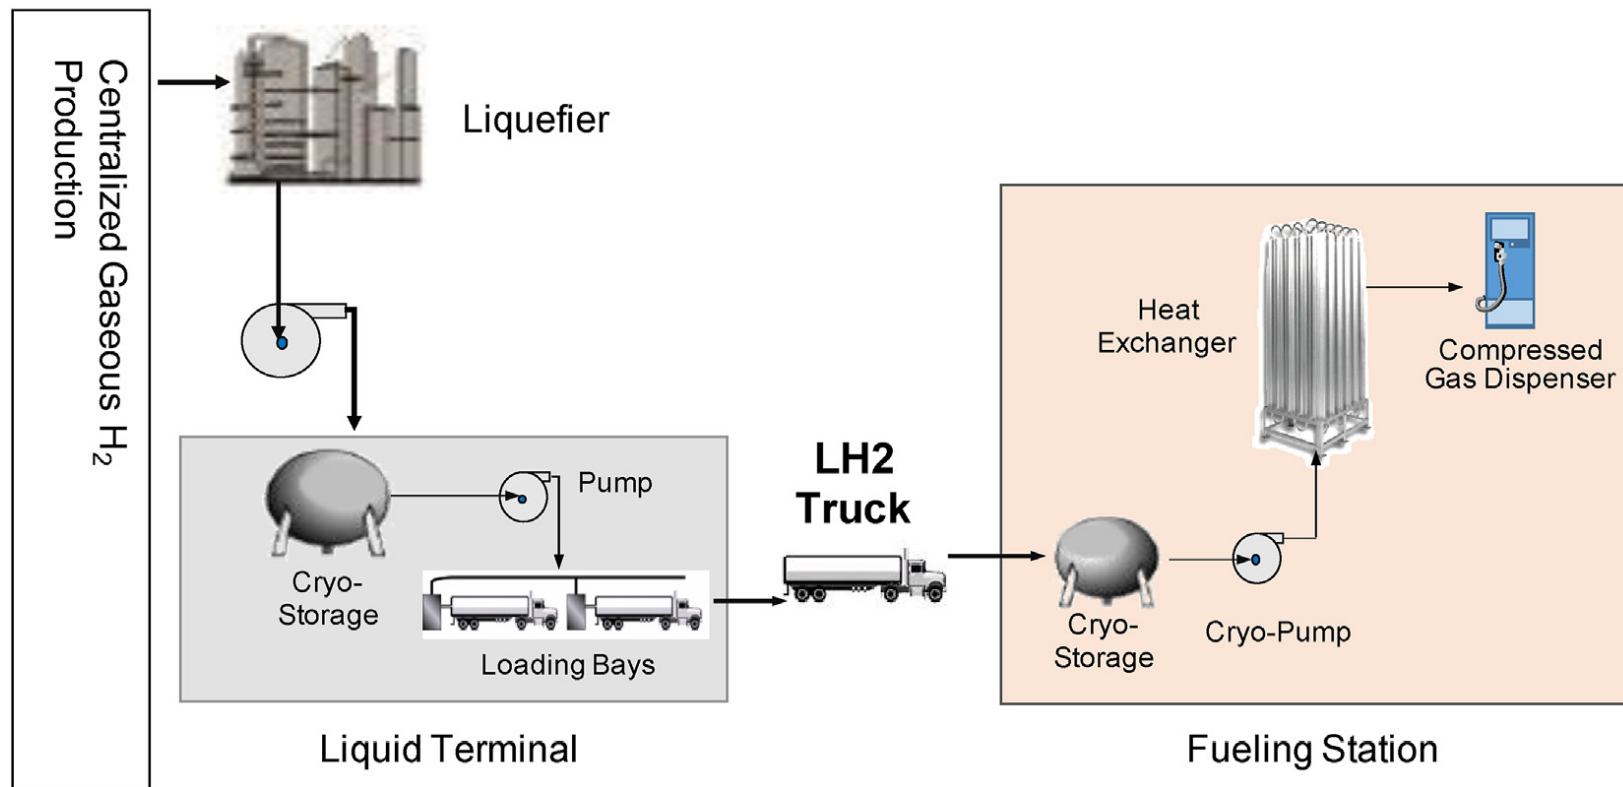 Centralized Gaseous H₂
Production
Liquefier
Pump
Cryo-
Storage
Loading Bays
Liquid Terminal
LH2
Truck
Heat
Exchanger
Compressed
Gas Dispenser
Cryo-
Storage
Cryo-Pump
Fueling Station